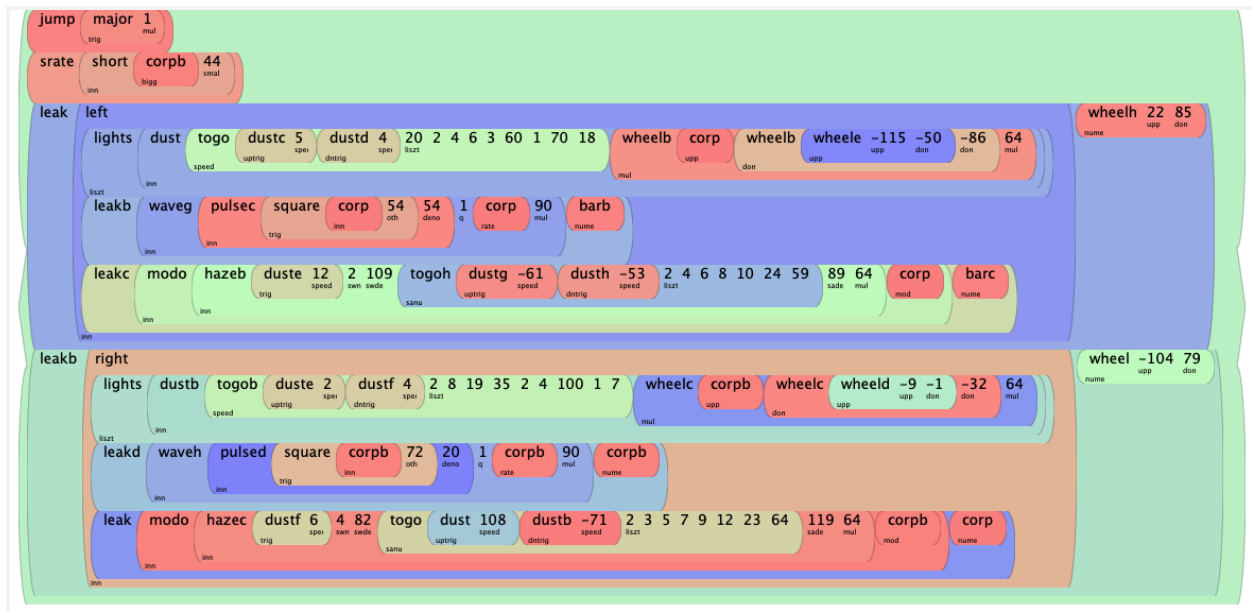 jump major 1
mul
trig
srate short corpb 44
smal
bigg
inn
leak left wheelh 22 85
upp don
nume
lights dust togo dustc 5 dustd 4 20 2 4 6 3 60 1 70 18 wheelb corp wheelb wheele -115 -50 -86 64
spe spe liszt upp don don mul
uptrig dntrig upp upp
speed don mul
inn
liszt
leakb waveg pulsec square corp 54 54 1 corp 90 barb
oth deno q mul
inn rate nume
trig
inn
inn
leakc modo hazeb duste 12 2 109 togoh dustg -61 dusth -53 2 4 6 8 10 24 59 89 64 corp barc
speed swn swde speed speed liszt sade mul
trig uptrig dntrig mod nume
sanu
inn
inn
inn
leakb right wheel -104 79
upp don
nume
lights dustb togob duste 2 dustf 4 2 8 19 35 2 4 100 1 7 wheelc corpb wheelc wheeld -9 -1 -32 64
spe spe liszt upp don don mul
uptrig dntrig upp upp
speed don mul
inn
liszt
leakd waveh pulsed square corpb 72 20 1 corpb 90 corpb
oth deno q mul
inn rate nume
trig
inn
inn
leak modo hazec dustf 6 4 82 togo dust 108 dustb -71 2 3 5 7 9 12 23 64 119 64 corpb corp
spe swn swde speed speed liszt sade mul
trig uptrig dntrig mod nume
sanu
inn
inn
inn